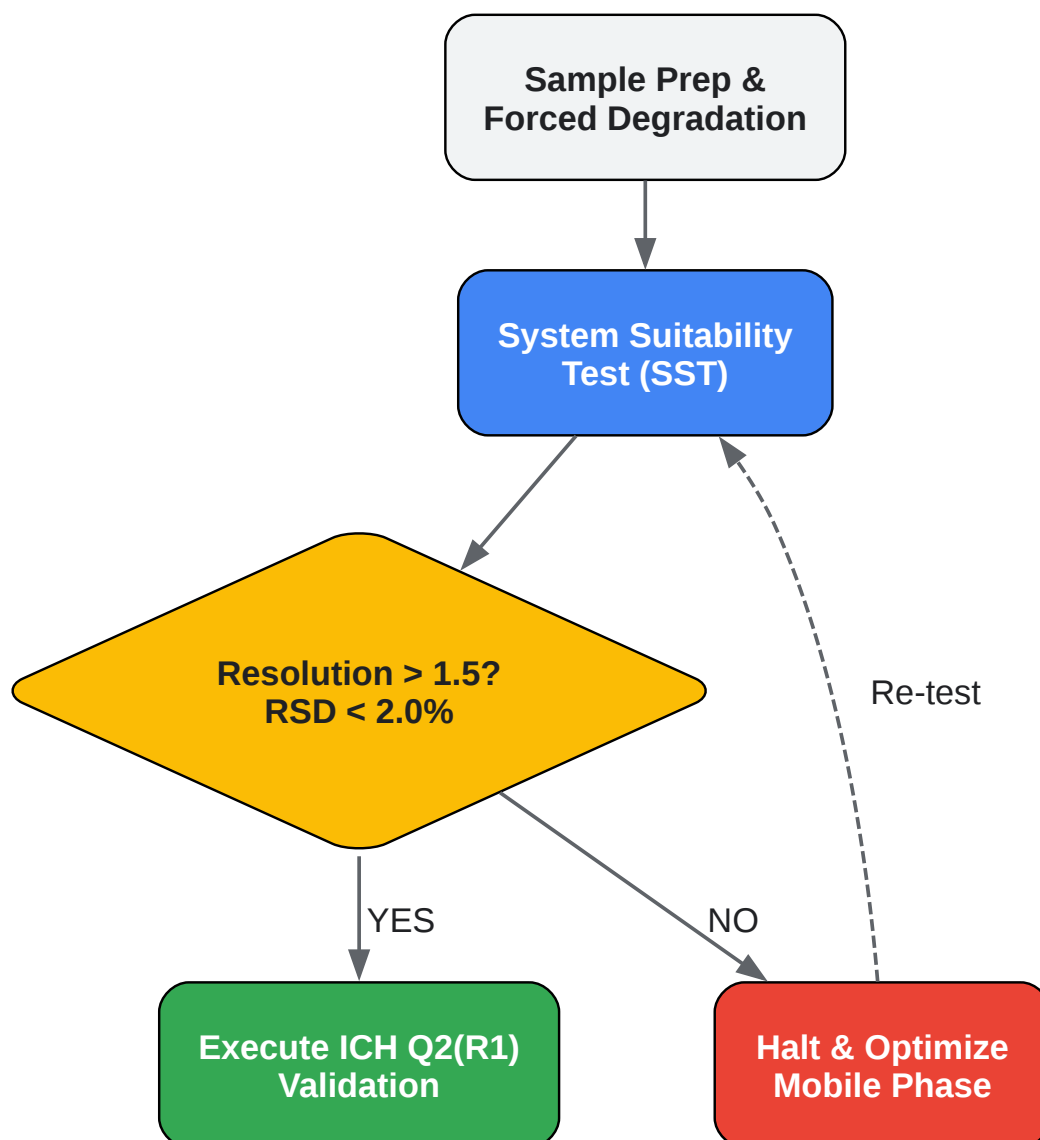 Sample Prep &
Forced Degradation
System Suitability
Test (SST)
Resolution > 1.5?
RSD < 2.0%
Re-test
YES
NO
Execute ICH Q2(R1)
Validation
Halt & Optimize
Mobile Phase